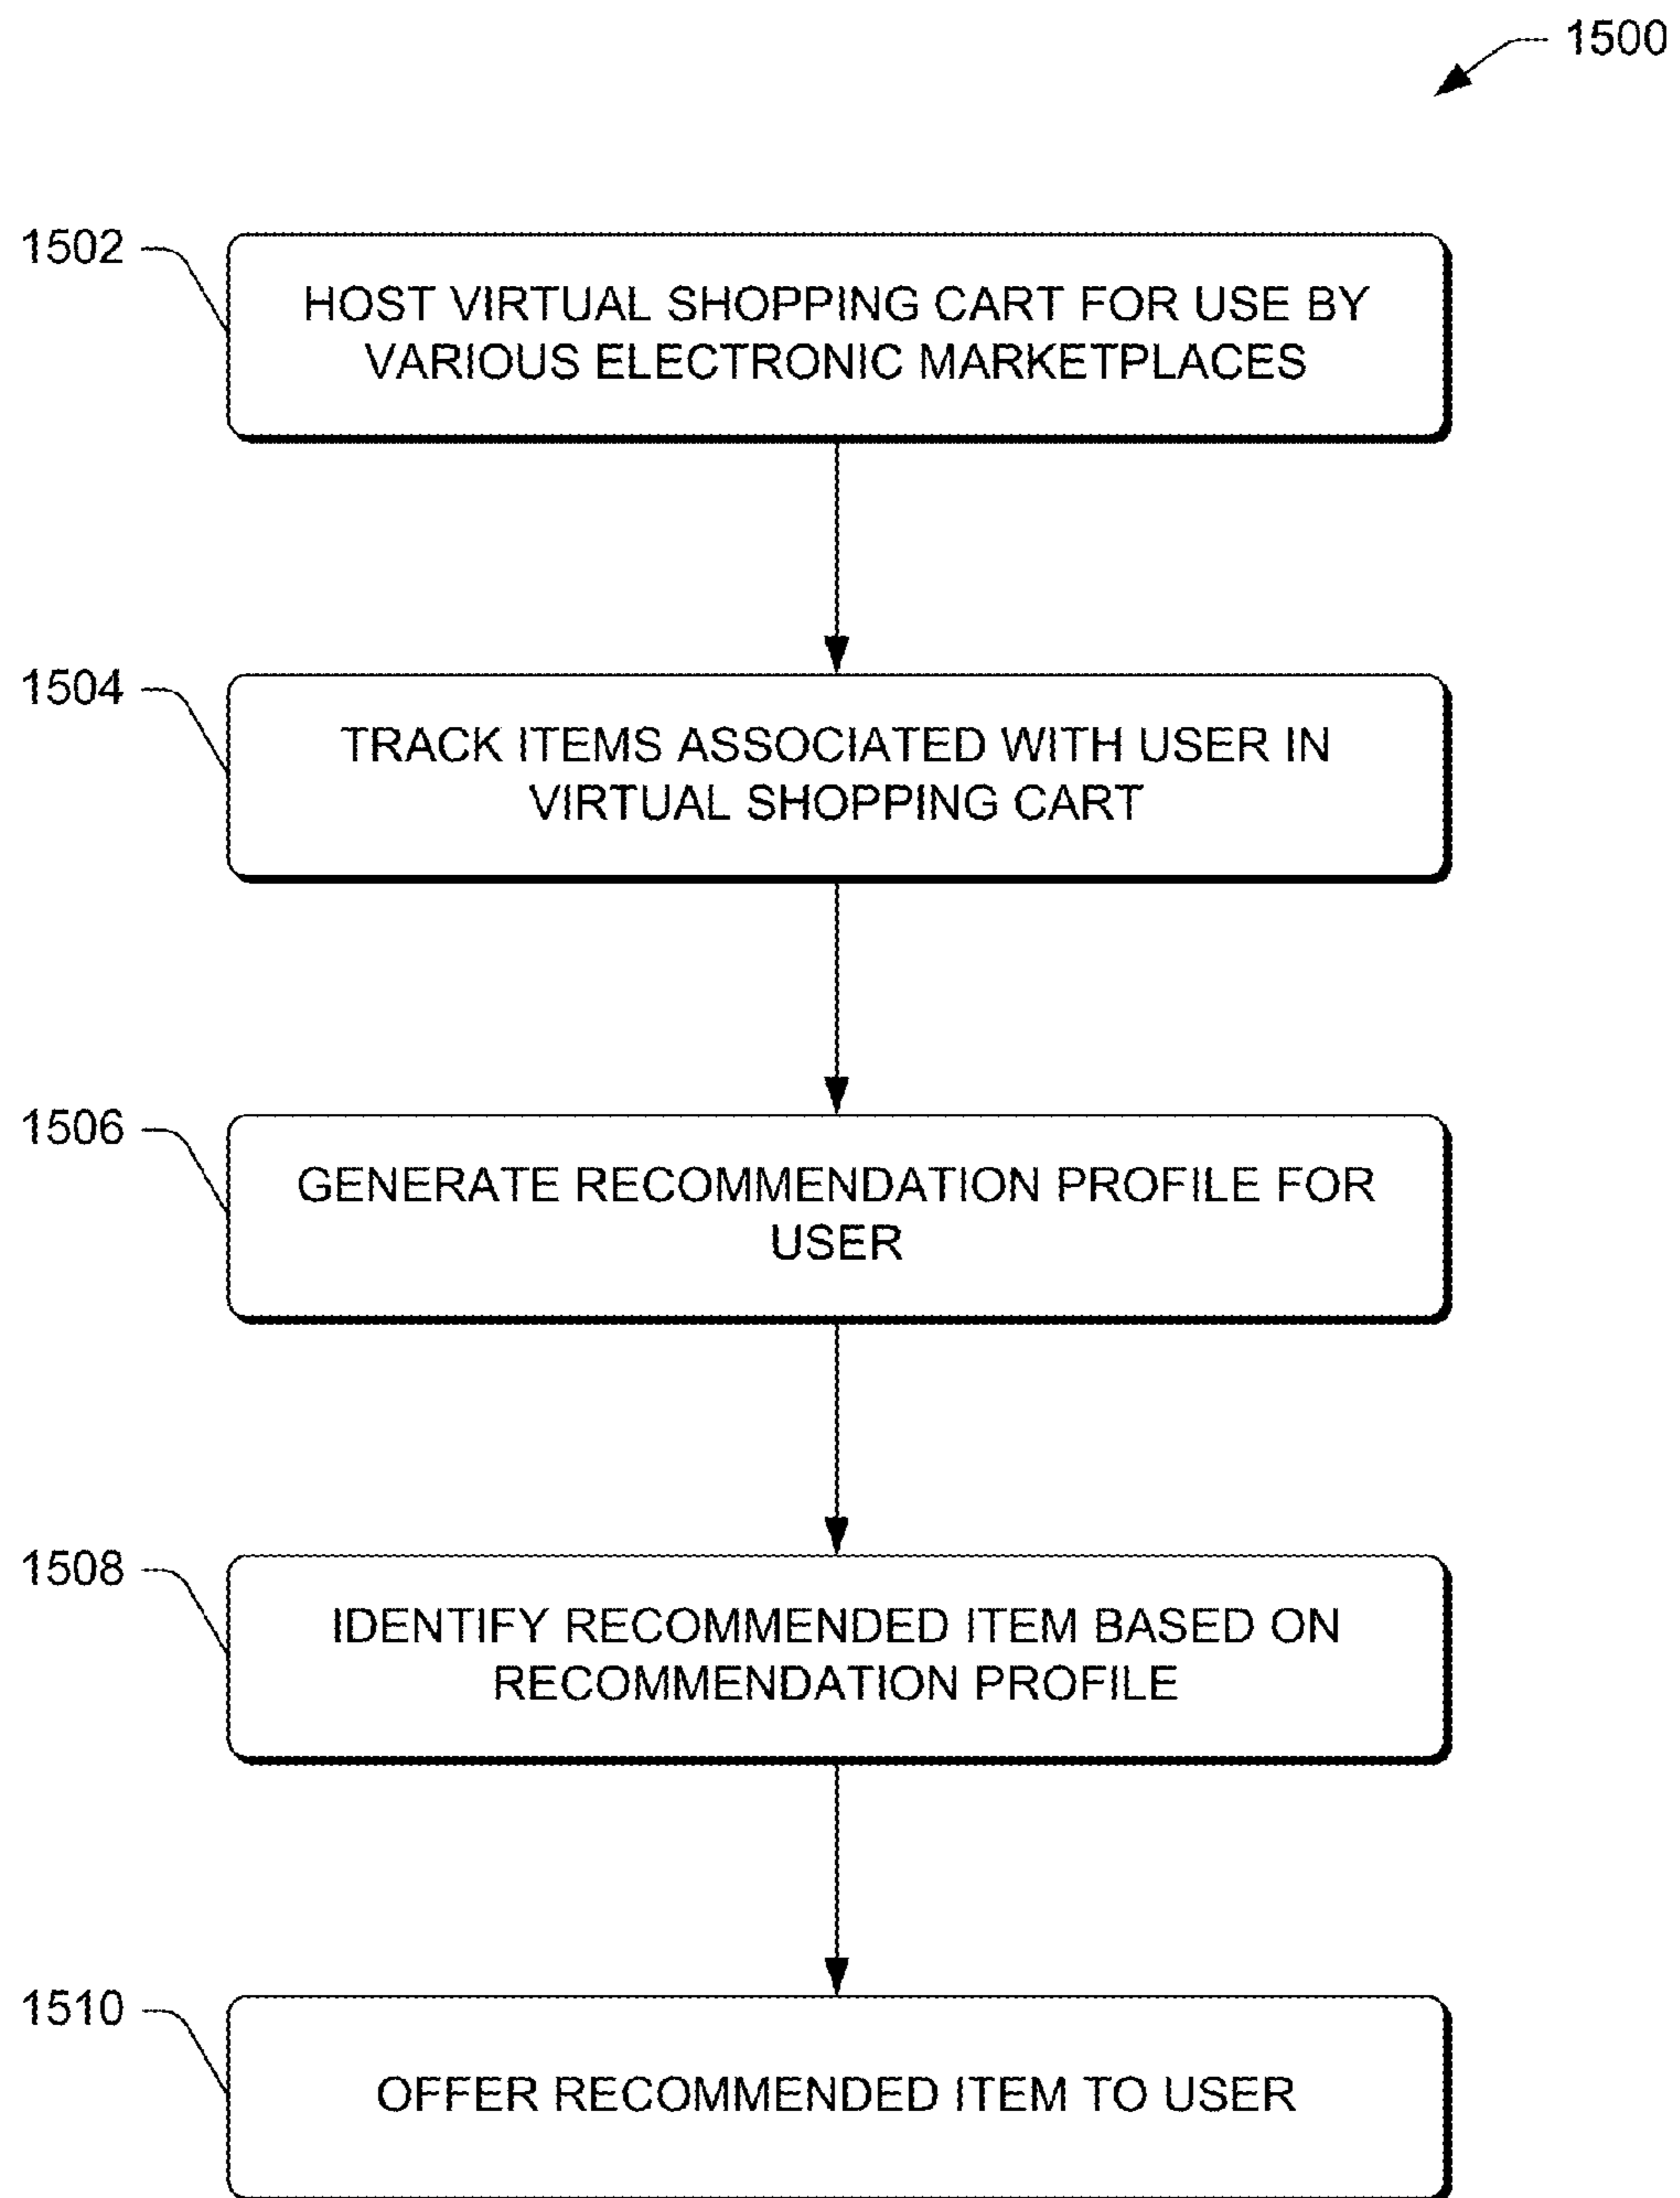 1500
1502
HOST VIRTUAL SHOPPING CART FOR USE BY
VARIOUS ELECTRONIC MARKETPLACES
1504
TRACK ITEMS ASSOCIATED WITH USER IN
VIRTUAL SHOPPING CART
1506
GENERATE RECOMMENDATION PROFILE FOR
USER
1508
IDENTIFY RECOMMENDED ITEM BASED ON
RECOMMENDATION PROFILE
1510
OFFER RECOMMENDED ITEM TO USER